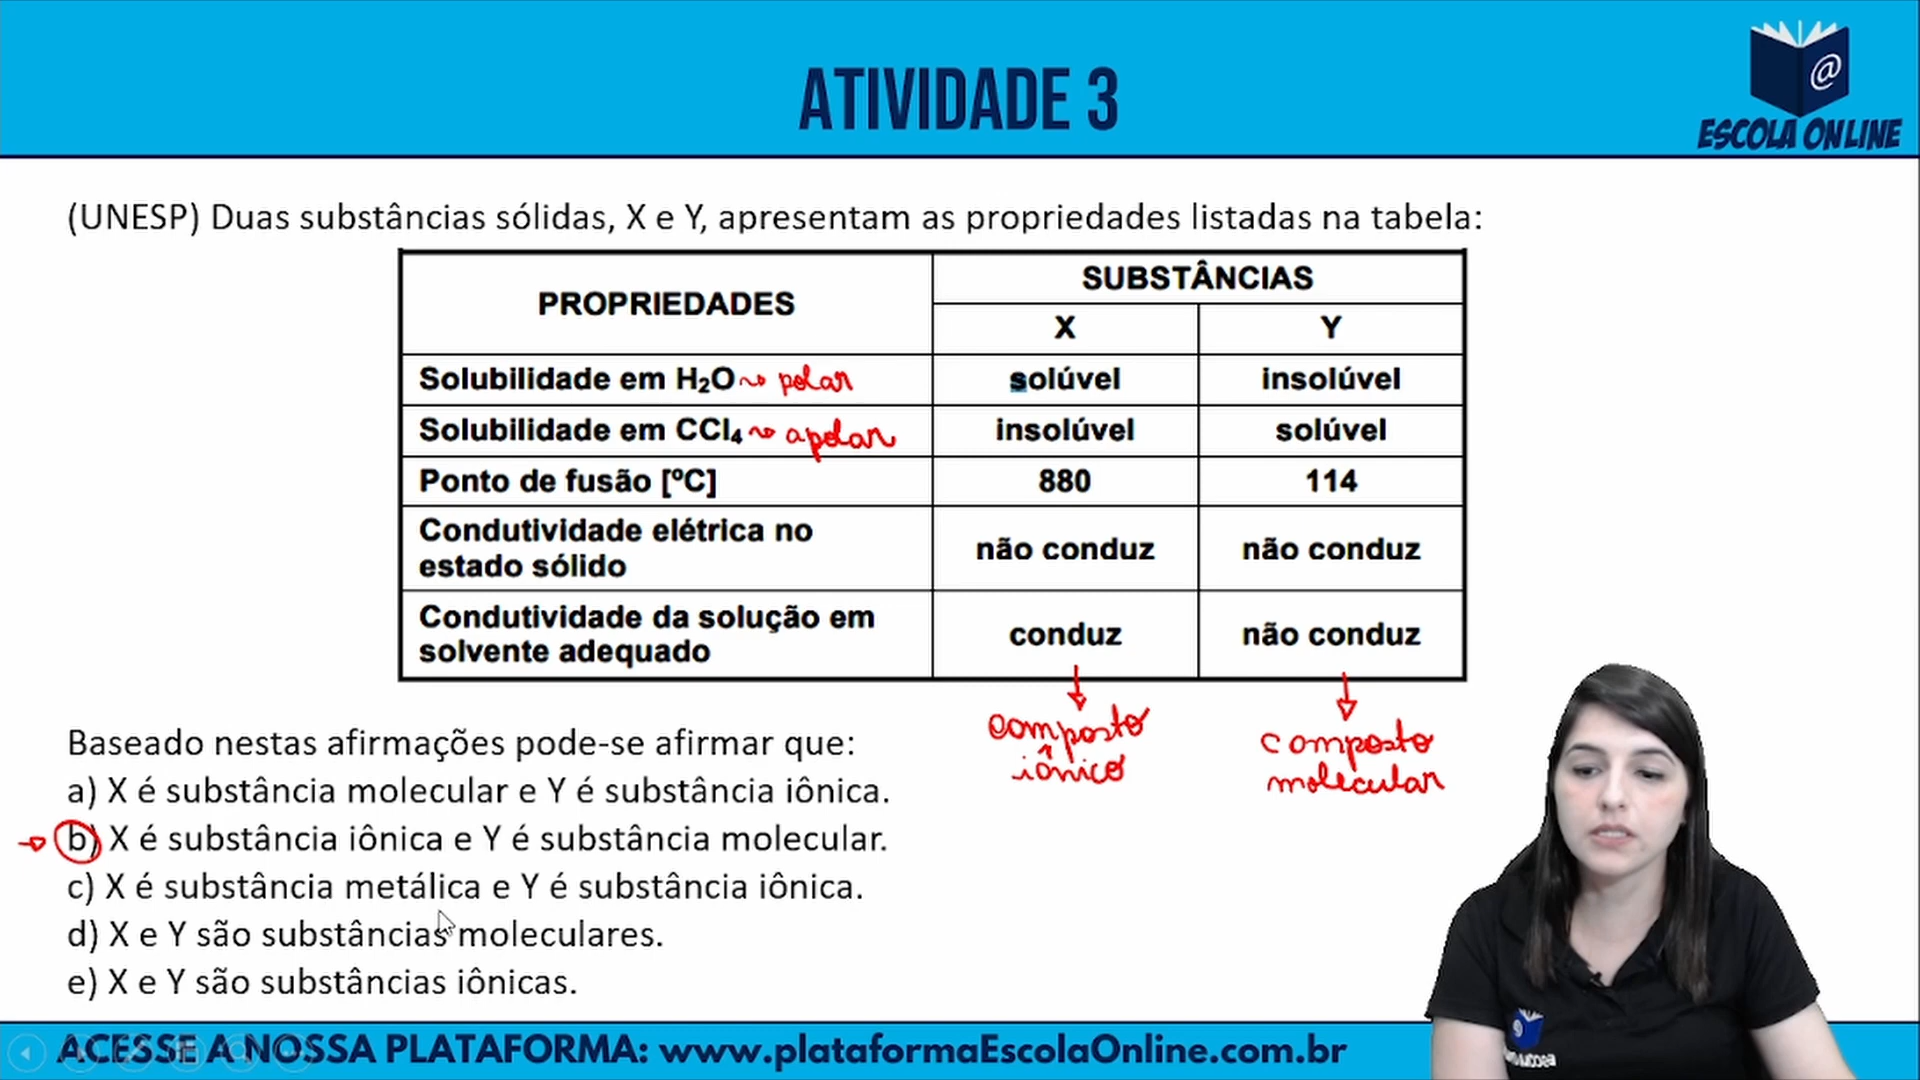 ATIVIDADE 3
@
ESCOLA ONLINE
(UNESP) Duas substâncias sólidas, X e Y, apresentam as propriedades listadas na tabela:
PROPRIEDADES
SUBSTÂNCIAS
X
Y
Solubilidade em H₂O ~> polar
solúvel
insolúvel
Solubilidade em CCl₄ ~> apolar
insolúvel
solúvel
Ponto de fusão [ºC]
880
114
Condutividade elétrica no
estado sólido
não conduz
não conduz
Condutividade da solução em
solvente adequado
conduz
não conduz
composto
iônico
composto
molecular
Baseado nestas afirmações pode-se afirmar que:
a) X é substância molecular e Y é substância iônica.
b) X é substância iônica e Y é substância molecular.
c) X é substância metálica e Y é substância iônica.
d) X e Y são substâncias moleculares.
e) X e Y são substâncias iônicas.
ACESSE A NOSSA PLATAFORMA: www.plataformaEscolaOnline.com.br